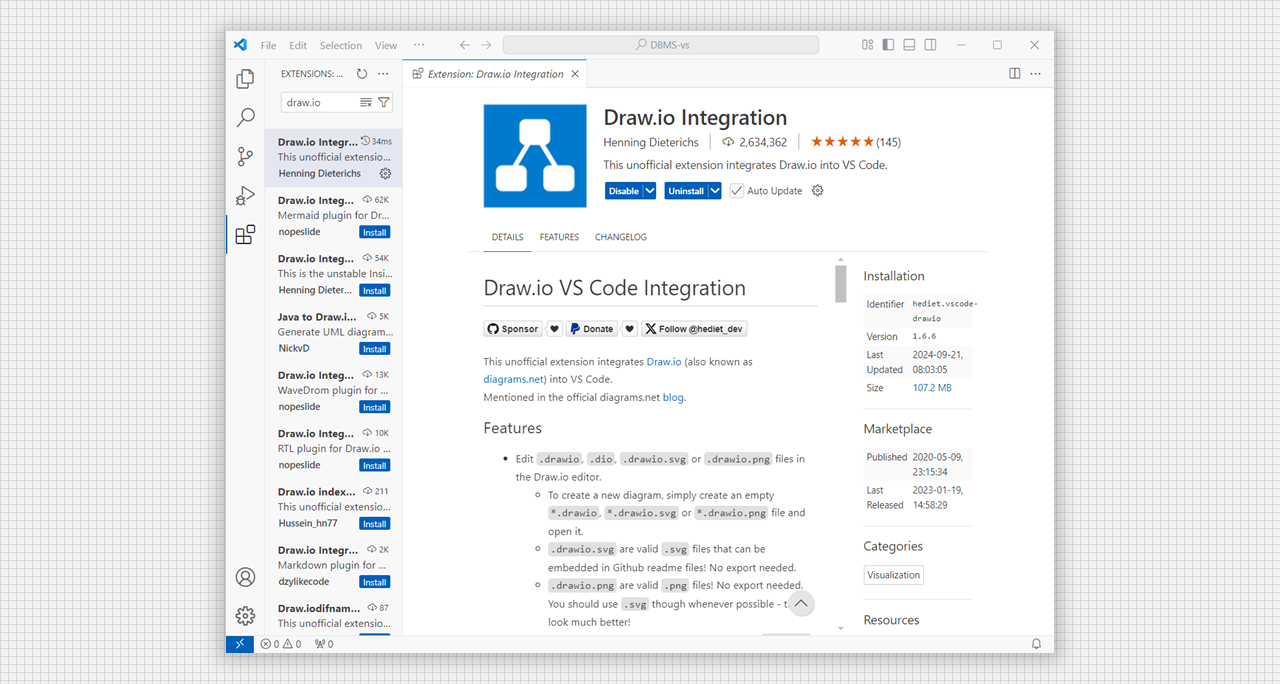 File Edit Selection View ···
DBMS-vs
EXTENSIONS: ...
draw.io
Draw.io Integr... 34ms
This unofficial extensio...
Henning Dieterichs
Draw.io Integ... 62K
Mermaid plugin for Dr...
nopeslide Install
Draw.io Integ... 54K
This is the unstable Insi...
Henning Dieter... Install
Java to Draw.i... 5K
Generate UML diagram...
NickvD Install
Draw.io Integ... 13K
WaveDrom plugin for ...
nopeslide Install
Draw.io Integ... 10K
RTL plugin for Draw.io ...
nopeslide Install
Draw.io index... 211
This unofficial extensio...
Hussein_hn77 Install
Draw.io Integr... 2K
Markdown plugin for ...
dzylikecode Install
Draw.iodifnam... 87
This unofficial extensio...
Extension: Draw.io Integration
Draw.io Integration
Henning Dieterichs 2,634,362 (145)
This unofficial extension integrates Draw.io into VS Code.
Disable Uninstall Auto Update
DETAILS FEATURES CHANGELOG
Draw.io VS Code Integration
Sponsor Donate Follow @hediet_dev
This unofficial extension integrates Draw.io (also known as
diagrams.net) into VS Code.
Mentioned in the official diagrams.net blog.
Features
• Edit .drawio, .dio, .drawio.svg or .drawio.png files in
the Draw.io editor.
To create a new diagram, simply create an empty
*.drawio, *.drawio.svg or *.drawio.png file and
open it.
.drawio.svg are valid .svg files that can be
embedded in Github readme files! No export needed.
.drawio.png are valid .png files! No export needed.
You should use .svg though whenever possible -
look much better!
Installation
Identifier hediet.vscode-
drawio
Version 1.6.6
Last 2024-09-21,
Updated 08:03:05
Size 107.2 MB
Marketplace
Published 2020-05-09,
23:15:34
Last 2023-01-19,
Released 14:58:29
Categories
Visualization
Resources
0 0 0